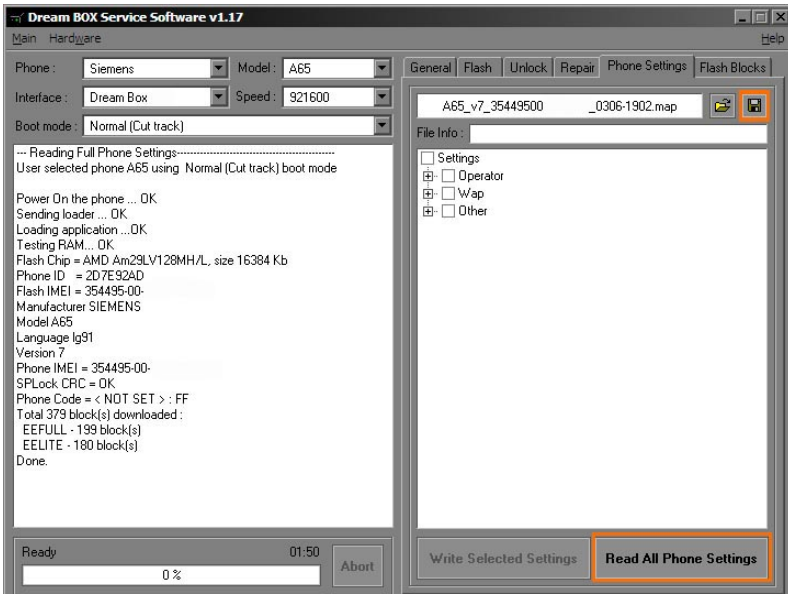 Dream BOX Service Software v1.17
Main Hardware Help
Phone : Siemens Model : A65
Interface : Dream Box Speed : 921600
Boot mode : Normal (Cut track)
--- Reading Full Phone Settings---
User selected phone A65 using Normal (Cut track) boot mode
Power On the phone ... OK
Sending loader ... OK
Loading application ...OK
Testing RAM... OK
Flash Chip = AMD Am29LV128MH/L, size 16384 Kb
Phone ID = 2D7E92AD
Flash IMEI = 354495-00-
Manufacturer SIEMENS
Model A65
Language lg91
Version 7
Phone IMEI = 354495-00-
SPLock CRC = OK
Phone Code = < NOT SET > : FF
Total 379 block(s) downloaded :
EEFULL - 199 block(s)
EELITE - 180 block(s)
Done.
Ready 01:50
0 %
Abort
General Flash Unlock Repair Phone Settings Flash Blocks
A65_v7_35449500 _0306-1902.map
File Info :
Settings
Operator
Wap
Other
Write Selected Settings Read All Phone Settings